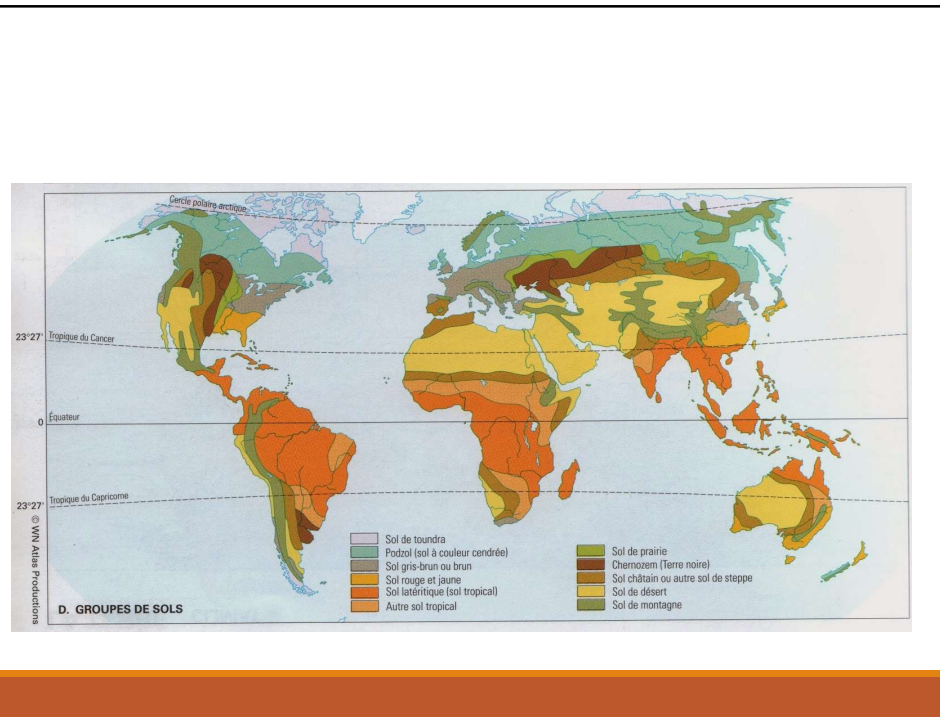 Cercle polaire arctique
23°27'
Tropique du Cancer
Équateur
0
Tropique du Capricorne
23°27'
© WN Atlas Productions
D. GROUPES DE SOLS
Sol de toundra
Podzol (sol à couleur cendrée)
Sol gris-brun ou brun
Sol rouge et jaune
Sol latéritique (sol tropical)
Autre sol tropical
Sol de prairie
Chernozem (Terre noire)
Sol châtain ou autre sol de steppe
Sol de désert
Sol de montagne